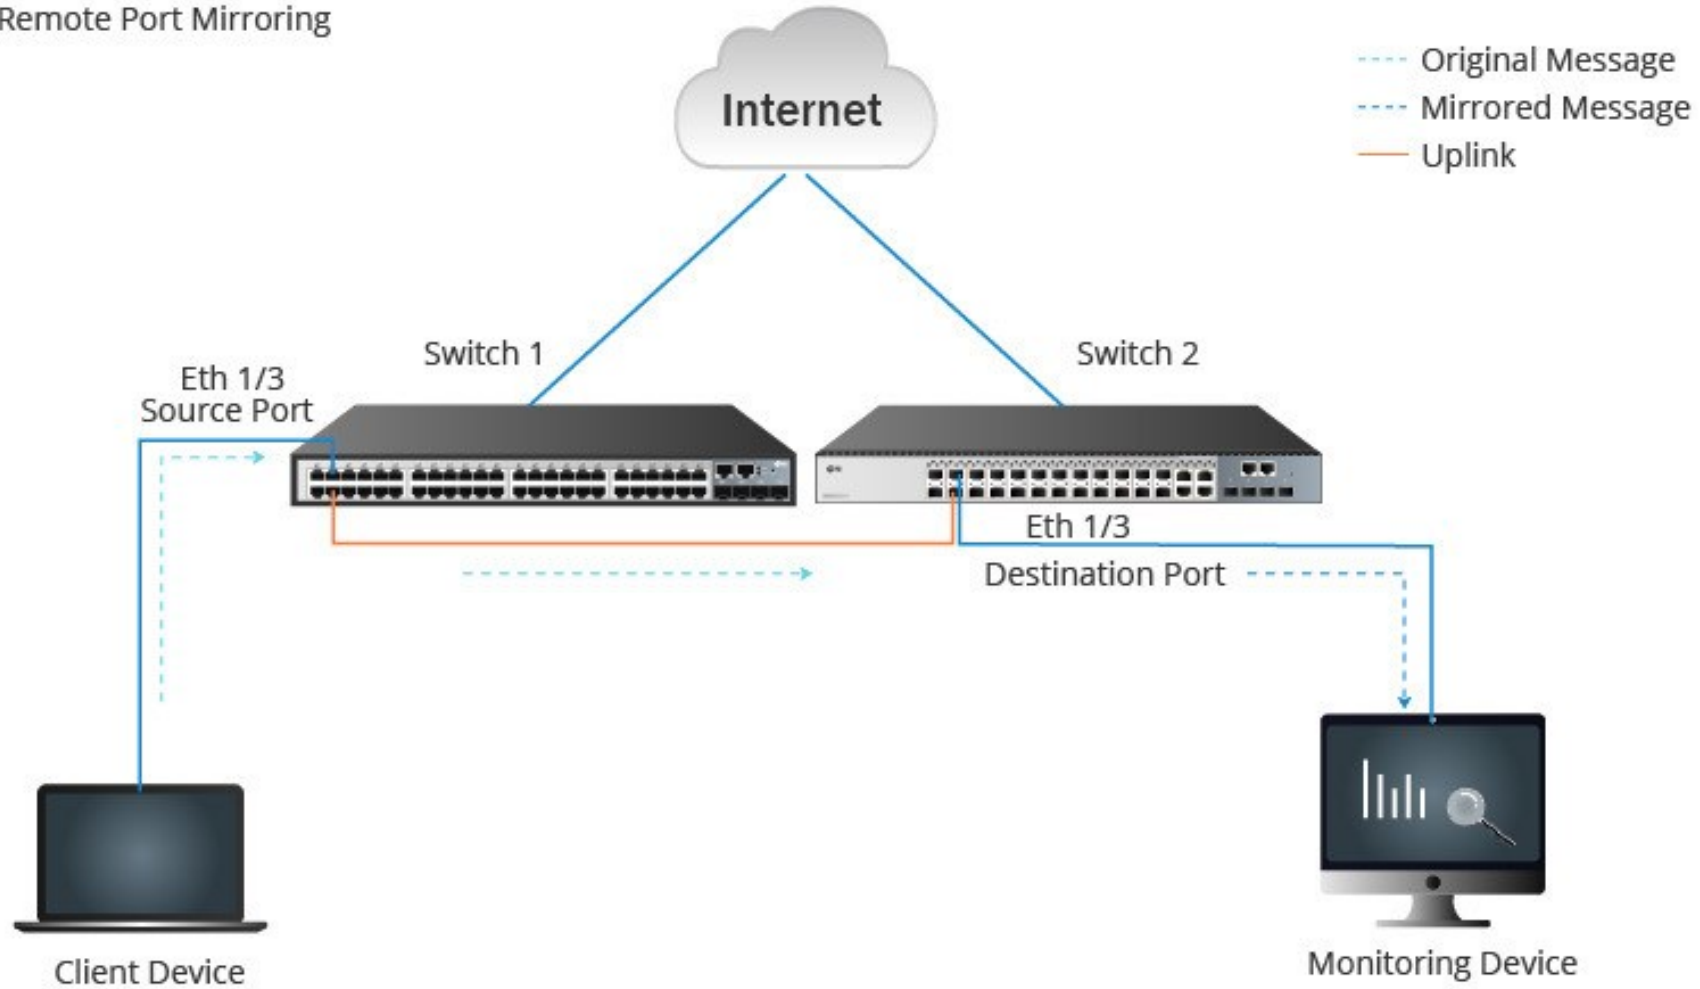 Remote Port Mirroring
Internet
Original Message
Mirrored Message
Uplink
Switch 1
Switch 2
Eth 1/3
Source Port
Eth 1/3
Destination Port
Client Device
Monitoring Device